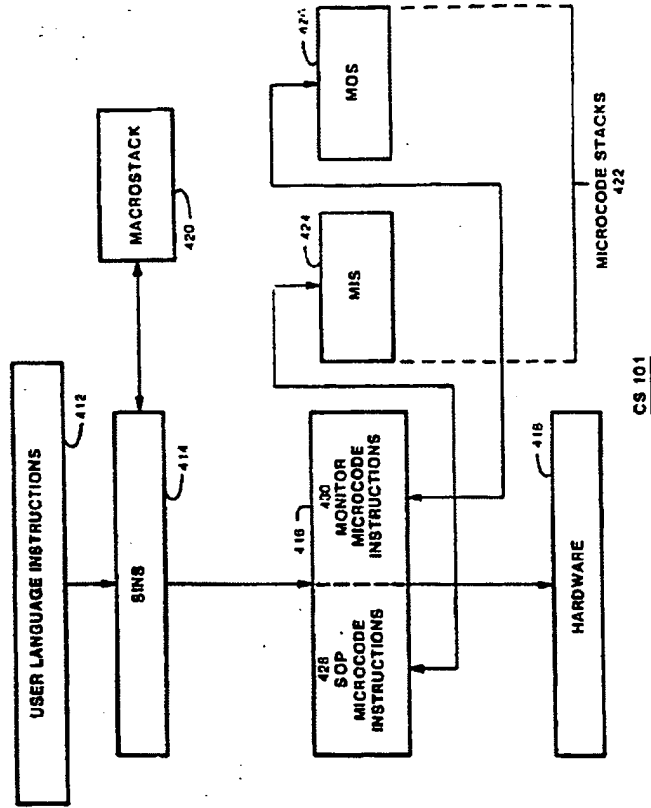 USER LANGUAGE INSTRUCTIONS
412
SINS
414
MACROSTACK
420
416
428
SOP
MICROCODE
INSTRUCTIONS
430
MONITOR
MICROCODE
INSTRUCTIONS
MIS
424
MOS
MICROCODE STACKS
422
HARDWARE
418
CS 101